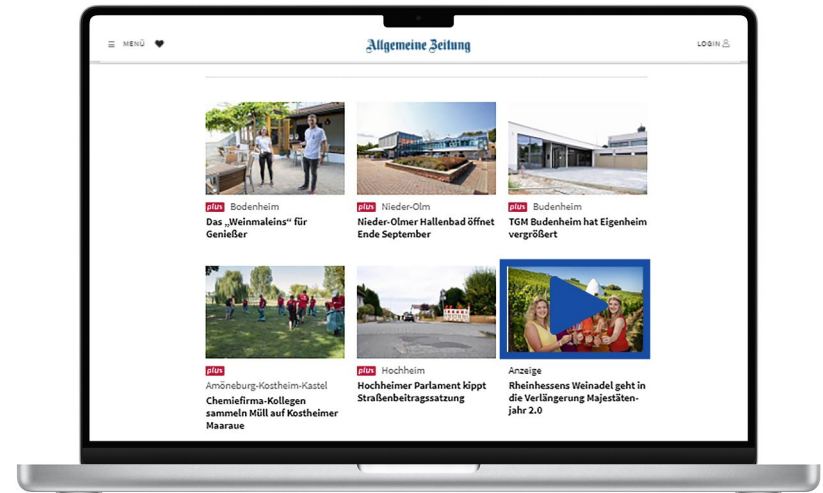 MENÜ
Allgemeine Zeitung
LOGIN
plus Bodenheim
Das „Weinmaleins“ für
Genießer
plus Nieder-Olm
Nieder-Olmer Hallenbad öffnet
Ende September
plus Budenheim
TGM Budenheim hat Eigenheim
vergrößert
plus
Amöneburg-Kostheim-Kastel
Chemiefirma-Kollegen
sammeln Müll auf Kostheimer
Maaraue
plus Hochheim
Hochheimer Parlament kippt
Straßenbeitragssatzung
Anzeige
Rheinhessens Weinadel geht in
die Verlängerung Majestäten-
jahr 2.0